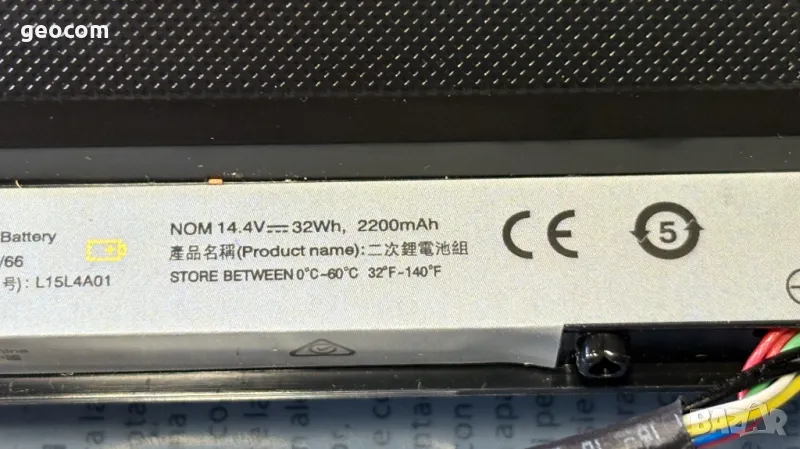 geocom
Battery
NOM 14.4V⎓32Wh, 2200mAh
/66
產品名稱(Product name):二次鋰電池組
号): L15L4A01
STORE BETWEEN 0°C~60°C 32°F~140°F
CE
5
BAZAR